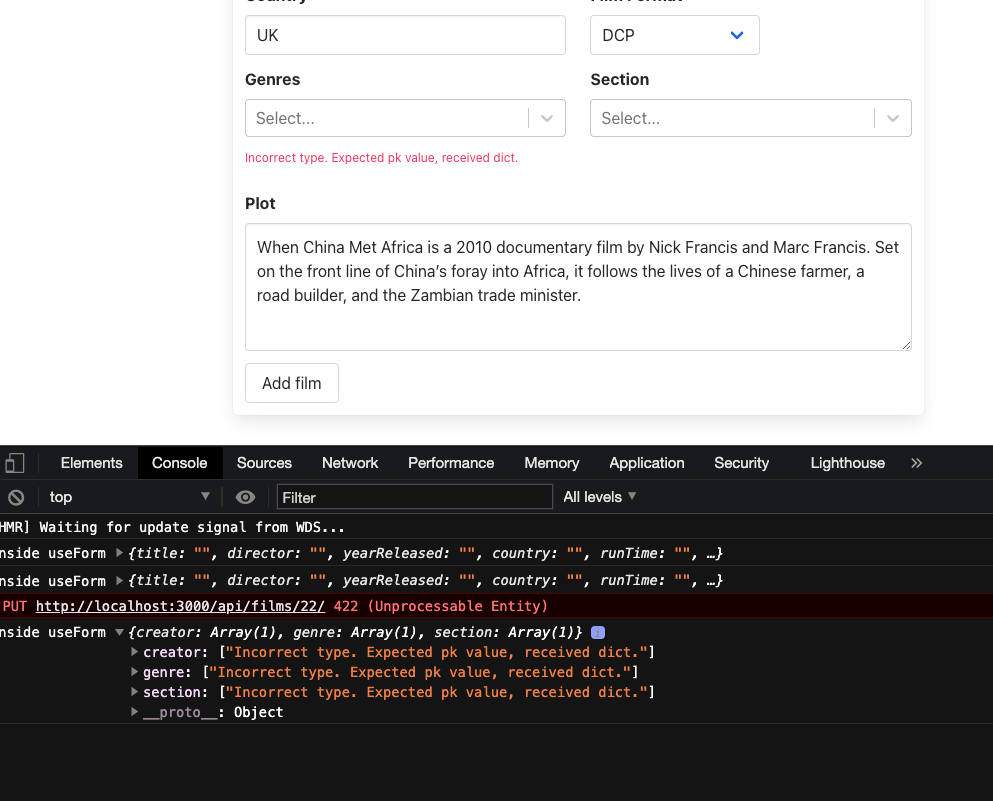 Country Film Format
UK DCP
Genres Section
Select... Select...
Incorrect type. Expected pk value, received dict.
Plot
When China Met Africa is a 2010 documentary film by Nick Francis and Marc Francis. Set
on the front line of China’s foray into Africa, it follows the lives of a Chinese farmer, a
road builder, and the Zambian trade minister.
Add film
Elements Console Sources Network Performance Memory Application Security Lighthouse »
top Filter All levels
HMR] Waiting for update signal from WDS...
nside useForm {title: "", director: "", yearReleased: "", country: "", runTime: "", …}
nside useForm {title: "", director: "", yearReleased: "", country: "", runTime: "", …}
PUT http://localhost:3000/api/films/22/ 422 (Unprocessable Entity)
nside useForm {creator: Array(1), genre: Array(1), section: Array(1)} i
creator: ["Incorrect type. Expected pk value, received dict."]
genre: ["Incorrect type. Expected pk value, received dict."]
section: ["Incorrect type. Expected pk value, received dict."]
__proto__: Object